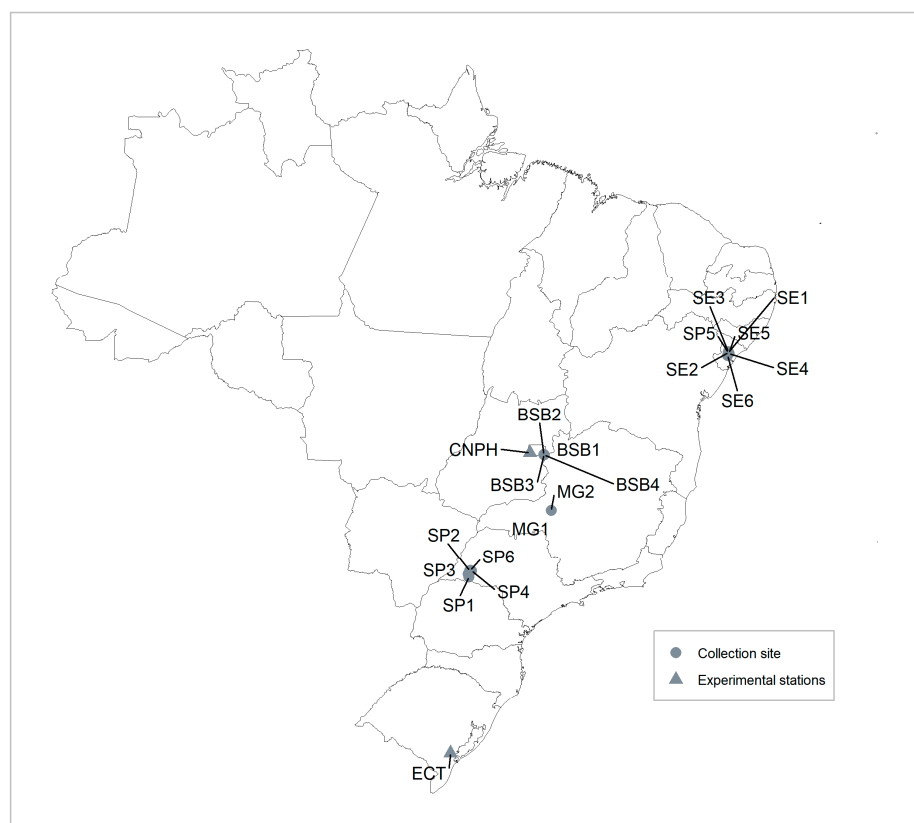 SE3
SE1
SP5
SE5
SE2
SE4
SE6
BSB2
CNPH
BSB1
BSB3
BSB4
MG2
MG1
SP2
SP6
SP3
SP4
SP1
Collection site
Experimental stations
ECT